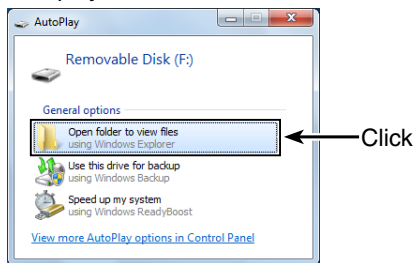 AutoPlay
Removable Disk (F:)
General options
Open folder to view files
using Windows Explorer
Click
Use this drive for backup
using Windows Backup
Speed up my system
using Windows ReadyBoost
View more AutoPlay options in Control Panel